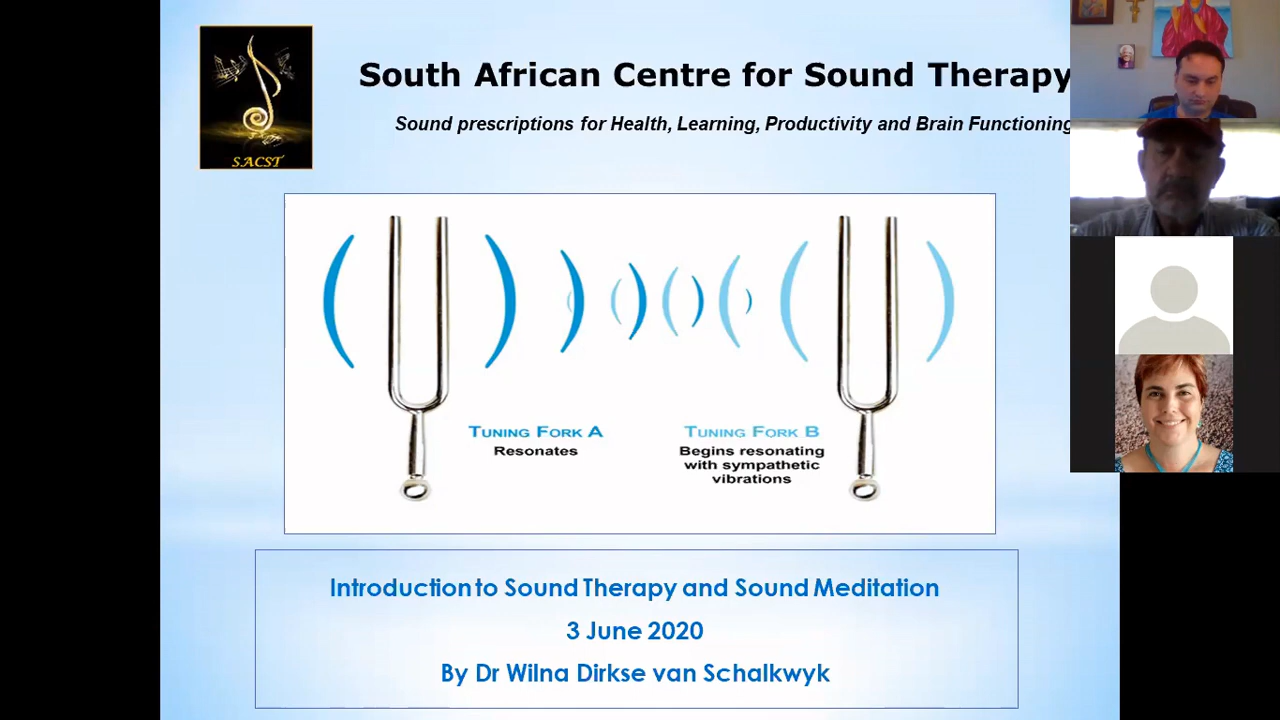 South African Centre for Sound Therapy
Sound prescriptions for Health, Learning, Productivity and Brain Functioning
SACST
TUNING FORK A
Resonates
TUNING FORK B
Begins resonating
with sympathetic
vibrations
Introduction to Sound Therapy and Sound Meditation
3 June 2020
By Dr Wilna Dirkse van Schalkwyk